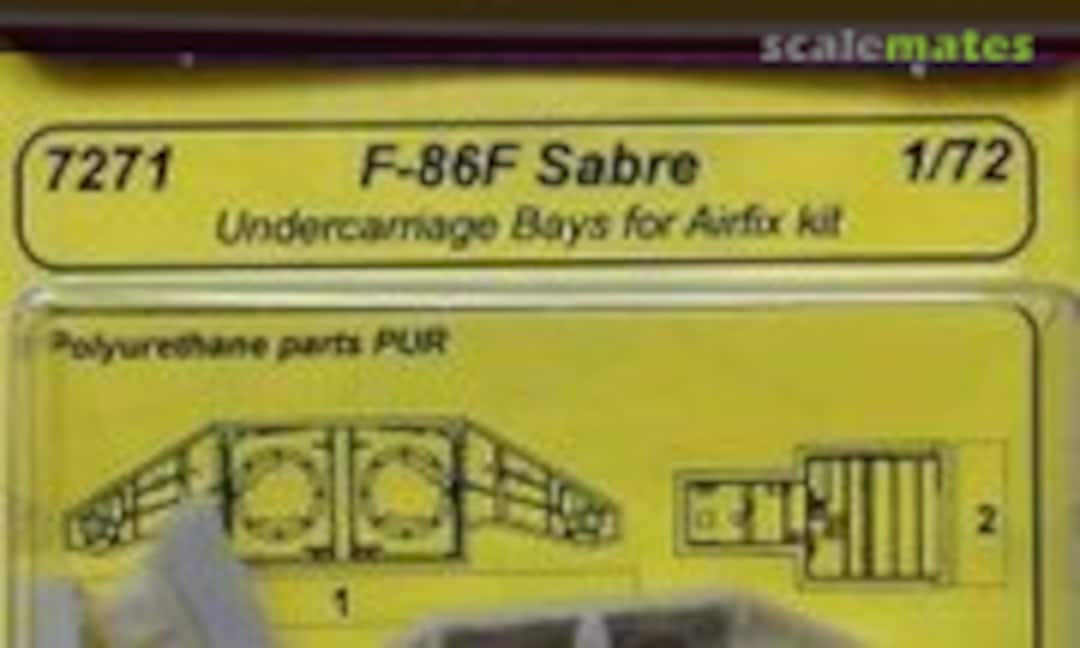 scalemates
7271 F-86F Sabre 1/72
Undercarriage Bays for Airfix kit
Polyurethane parts PUR
2
1